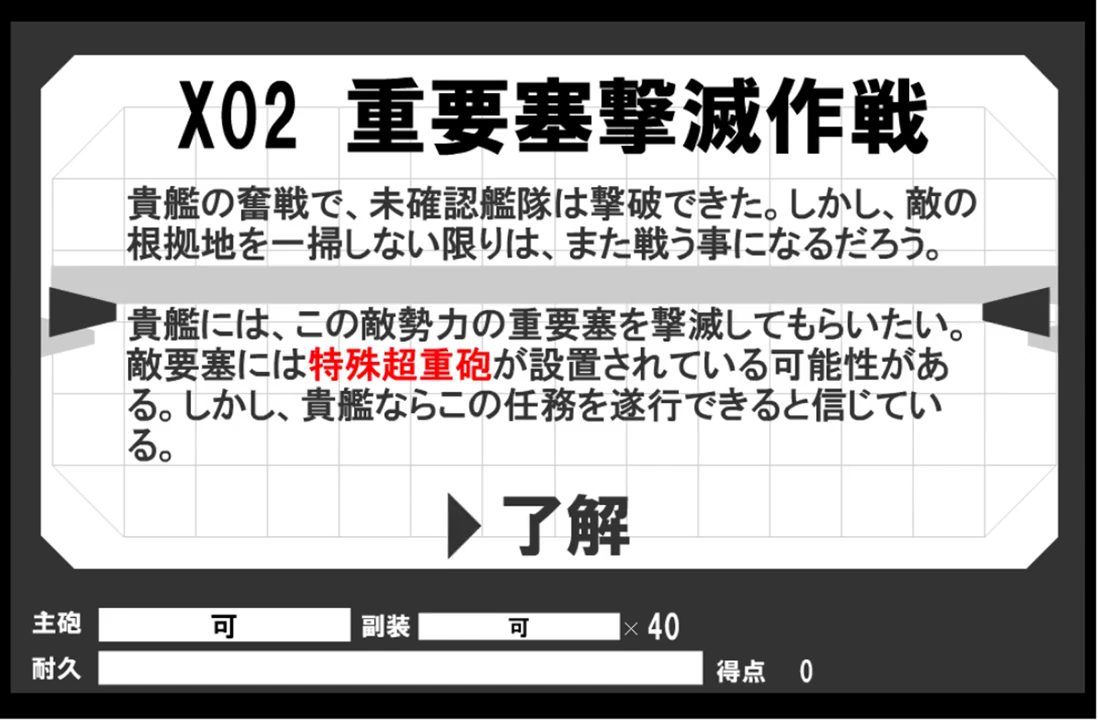 X02 重要塞撃滅作戦
貴艦の奮戦で、未確認艦隊は撃破できた。しかし、敵の
根拠地を一掃しない限りは、また戦う事になるだろう。
貴艦には、この敵勢力の重要塞を撃滅してもらいたい。
敵要塞には特殊超重砲が設置されている可能性があ
る。しかし、貴艦ならこの任務を遂行できると信じてい
る。
▶了解
主砲 可 副装 可 × 40
耐久 得点 0